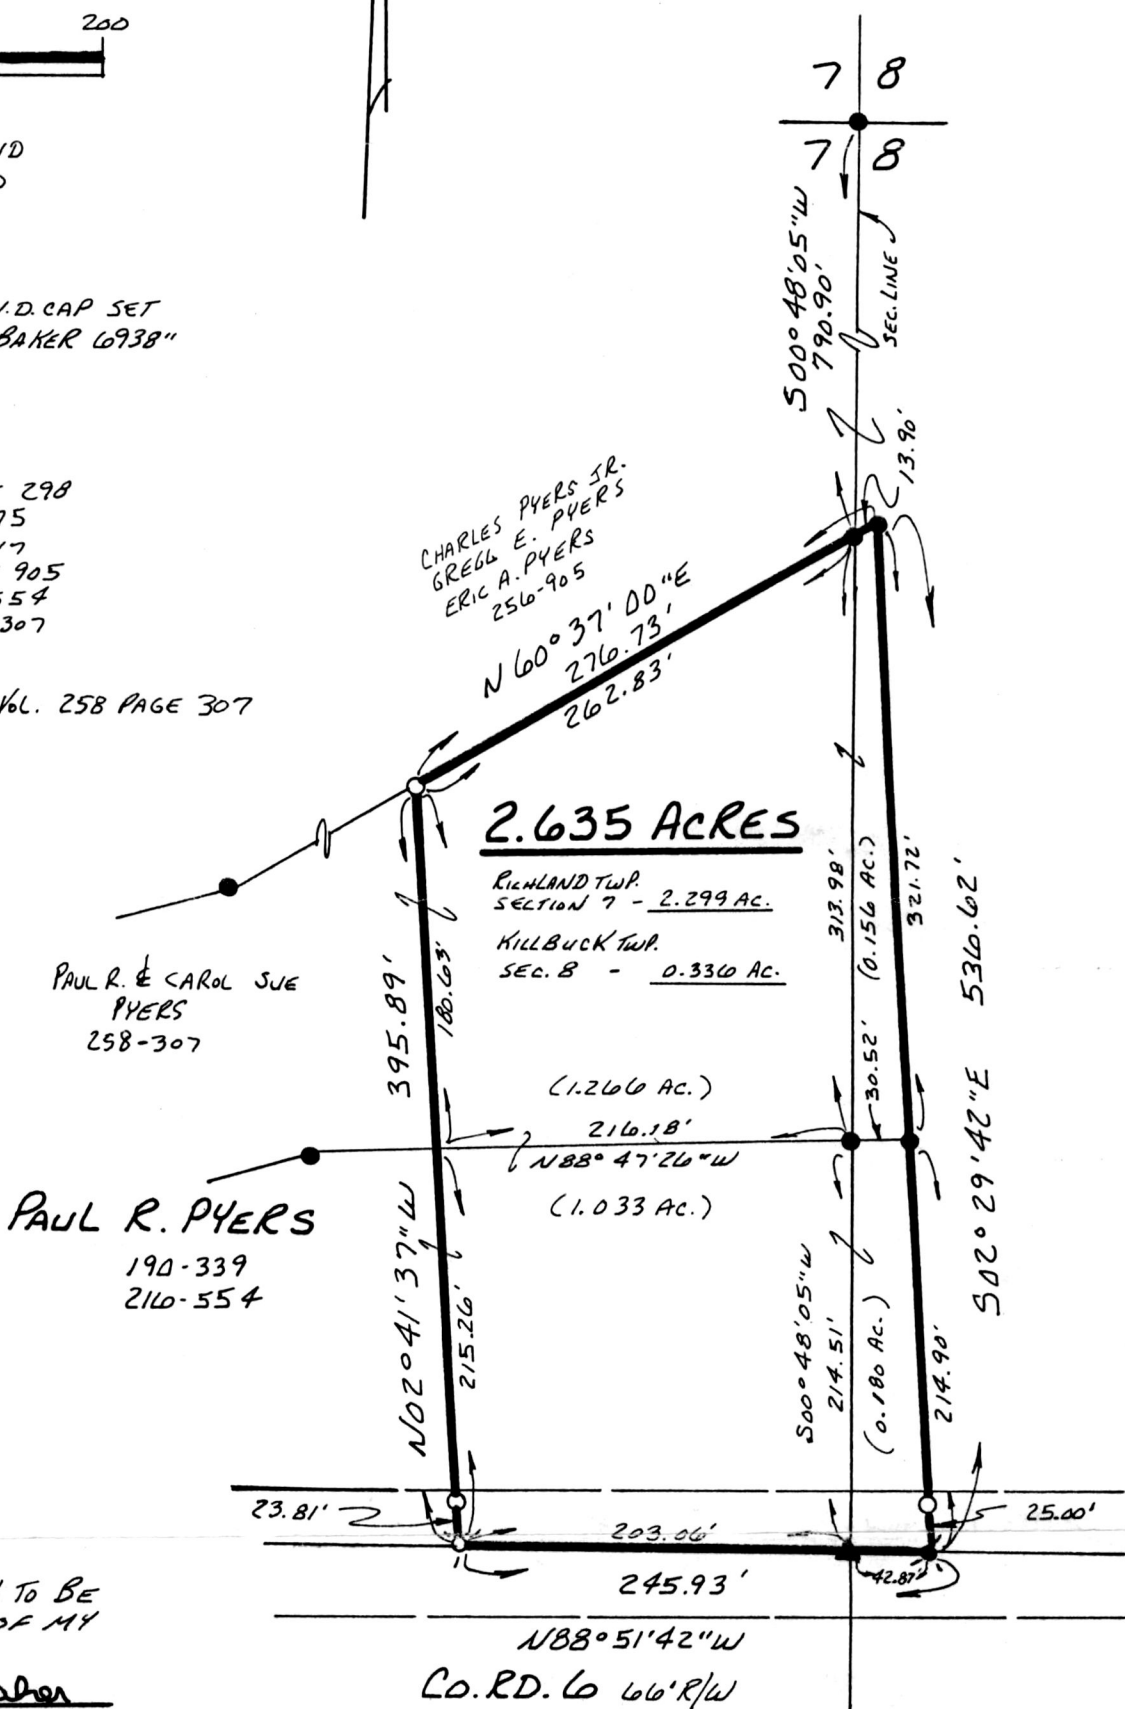 200
7 8
7 8
S00°48'05"W
790.90'
SEC. LINE
.D. CAP SET
BAKER 6938"
298
905
554
307
VOL. 258 PAGE 307
13.90'
CHARLES PYERS JR.
GREGG E. PYERS
ERIC A. PYERS
256-905
N60°37'00"E
276.73'
262.83'
2.635 ACRES
RICHLAND TWP.
SECTION 7 - 2.299 AC.
KILLBUCK TWP.
SEC. 8 - 0.336 AC.
313.98'
(0.156 AC.)
321.72'
S02°29'42"E 536.62'
PAUL R. & CAROL SUE
PYERS
258-307
395.89'
180.63'
30.52'
(1.266 AC.)
216.18'
N88°47'26"W
(1.033 AC.)
PAUL R. PYERS
190-339
216-554
N02°41'37"W
215.26'
S00°48'05"W
214.51'
(0.180 AC.)
214.90'
23.81'
203.06'
25.00'
42.87'
245.93'
N88°51'42"W
CO. RD. 6 66' R/W
TO BE
OF MY